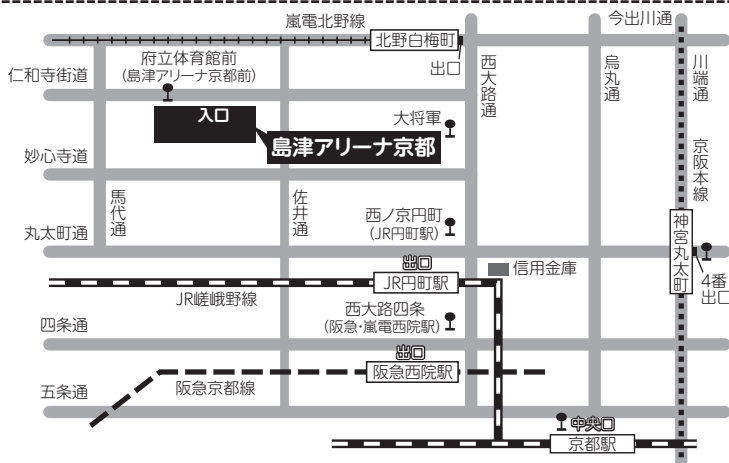 嵐電北野線
今出川通
北野白梅町
出口
府立体育館前
(島津アリーナ京都前)
仁和寺街道
西大路通
烏丸通
川端通
入口
大将軍
島津アリーナ京都
妙心寺道
京阪本線
馬代通
佐井通
西ノ京円町
(JR円町駅)
丸太町通
神宮丸太町
4番
出口
出口
信用金庫
JR円町駅
JR嵯峨野線
西大路四条
(阪急・嵐電西院駅)
四条通
出口
阪急西院駅
阪急京都線
五条通
中央口
京都駅